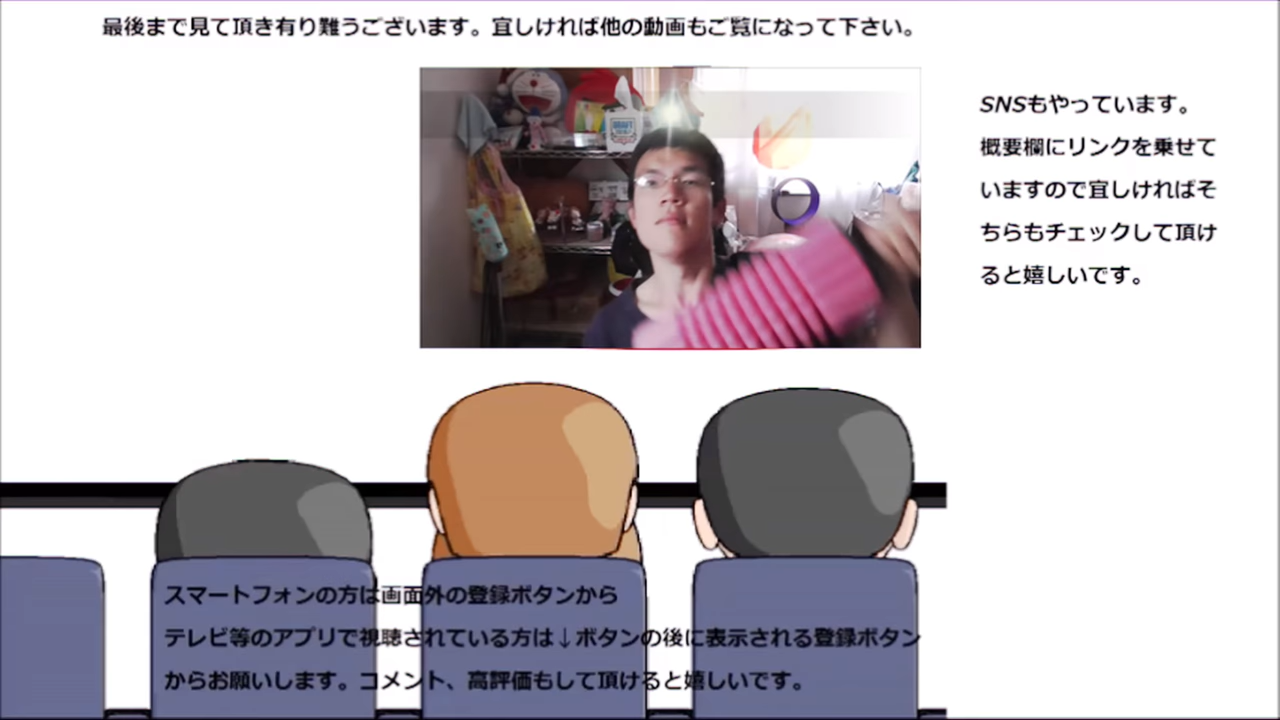 最後まで見て頂き有り難うございます。宜しければ他の動画もご覧になって下さい。
SNSもやっています。
概要欄にリンクを乗せて
いますので宜しければそ
ちらもチェックして頂け
ると嬉しいです。
スマートフォンの方は画面外の登録ボタンから
テレビ等のアプリで視聴されている方は↓ボタンの後に表示される登録ボタン
からお願いします。コメント、高評価もして頂けると嬉しいです。